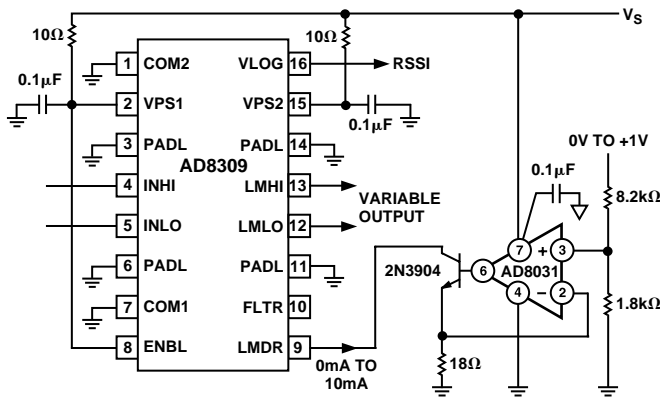 V_S
10Ω
10Ω
1 COM2 VLOG 16 RSSI
0.1µF
2 VPS1 VPS2 15
0.1µF
3 PADL PADL 14
0V TO +1V
AD8309
0.1µF
4 INHI LMHI 13
8.2kΩ
VARIABLE
OUTPUT
5 INLO LMLO 12
7 + 3
2N3904
6 AD8031
6 PADL PADL 11
4 – 2
1.8kΩ
7 COM1 FLTR 10
8 ENBL LMDR 9
0mA TO
10mA
18Ω